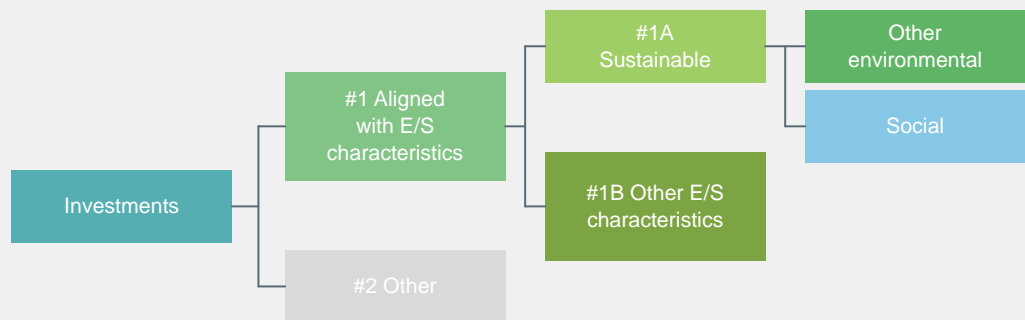 Investments
#1 Aligned
with E/S
characteristics
#2 Other
#1A
Sustainable
#1B Other E/S
characteristics
Other
environmental
Social